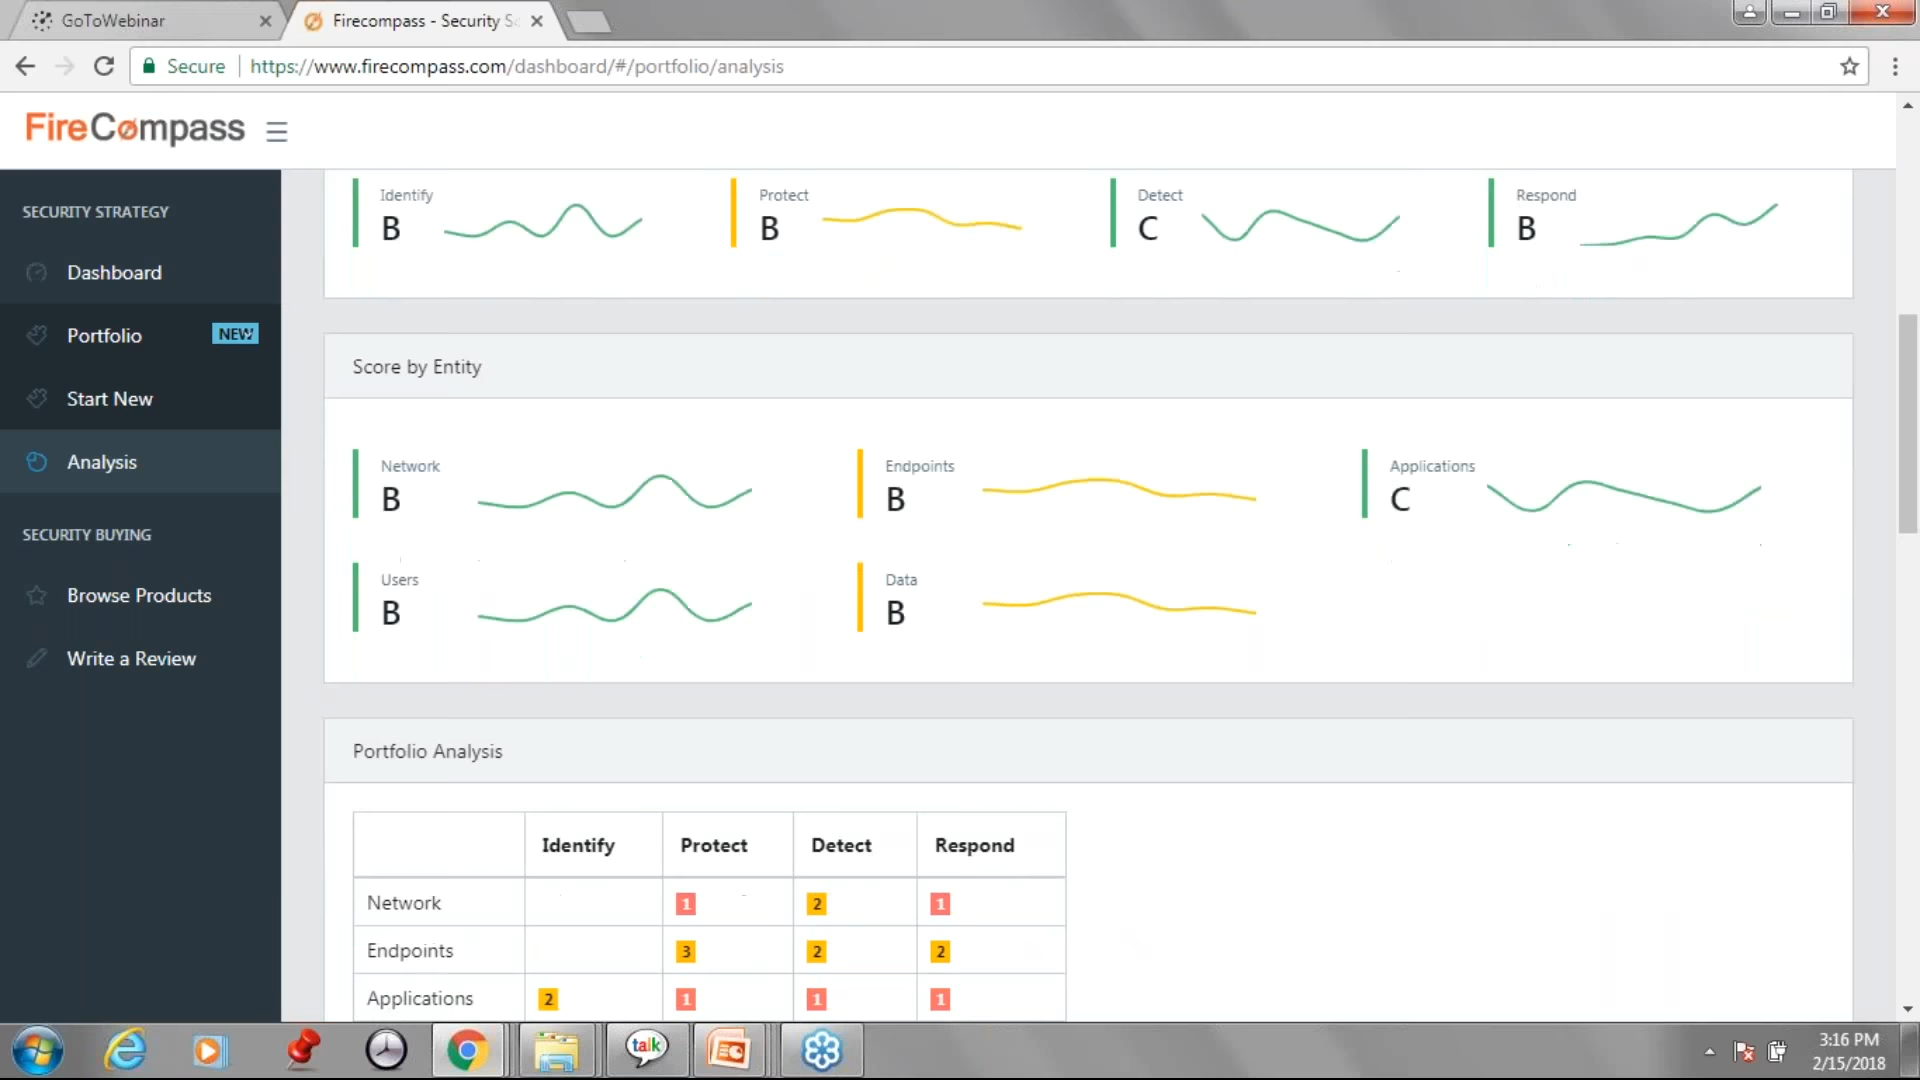 GoToWebinar
Firecompass - Security Sc
Secure https://www.firecompass.com/dashboard/#/portfolio/analysis
FireCompass
SECURITY STRATEGY
Dashboard
Portfolio NEW
Start New
Analysis
SECURITY BUYING
Browse Products
Write a Review
Identify Protect Detect Respond
B B C B
Score by Entity
Network Endpoints Applications
B B C
Users Data
B B
Portfolio Analysis
Identify Protect Detect Respond
Network 1 2 1
Endpoints 3 2 2
Applications 2 1 1 1
talk
3:16 PM
2/15/2018